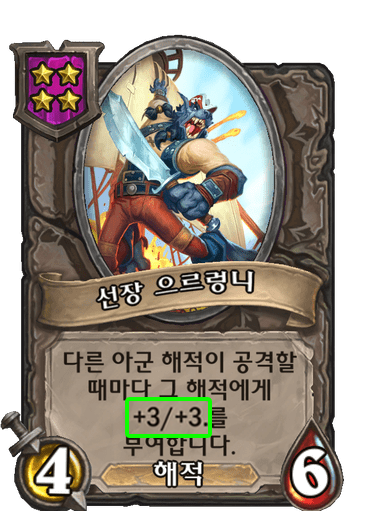 선장 으르렁니
다른 아군 해적이 공격할
때마다 그 해적에게
+3/+3.를
부여합니다.
해적
4
6